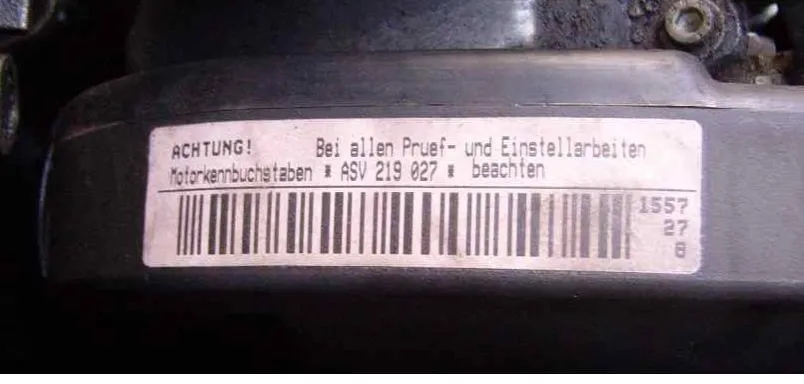 ACHTUNG! Bei allen Pruef- und Einstellarbeiten
Motorkennbuchstaben * ASV 219 027 * beachten
1557
27
8